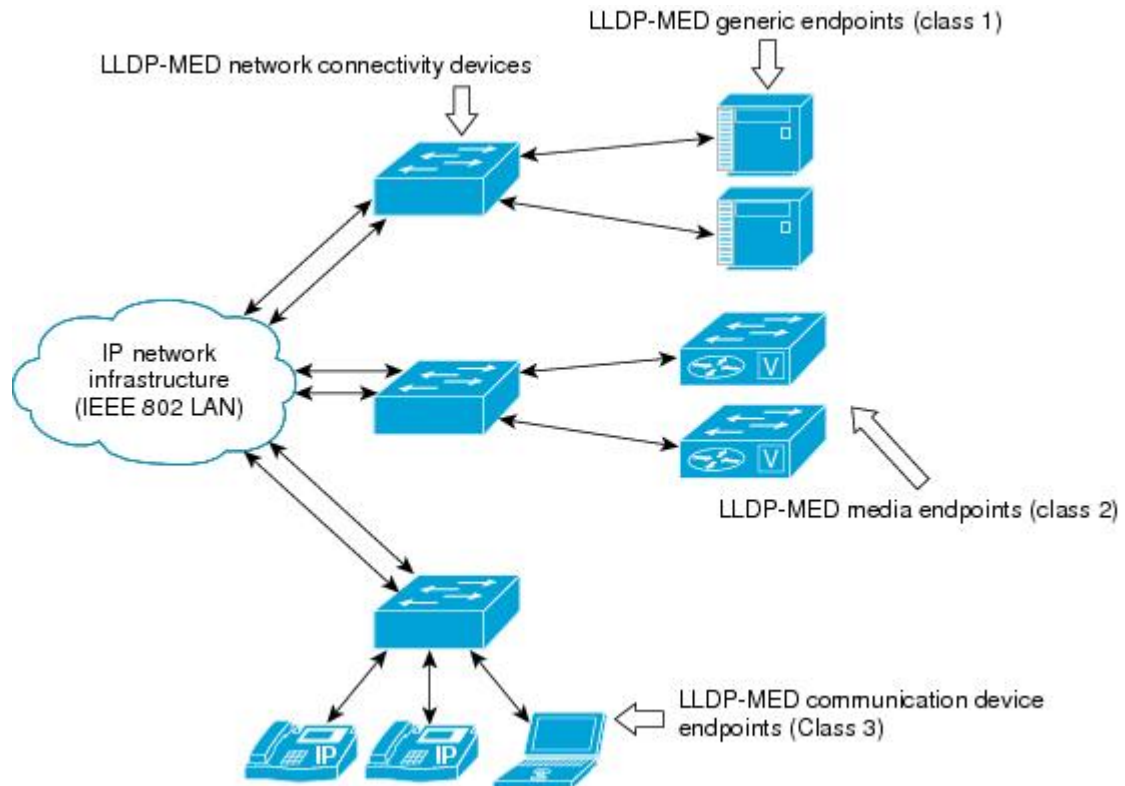 LLDP-MED generic endpoints (class 1)
LLDP-MED network connectivity devices
IP network
infrastructure
(IEEE 802 LAN)
V
V
LLDP-MED media endpoints (class 2)
LLDP-MED communication device
endpoints (Class 3)
IP
IP